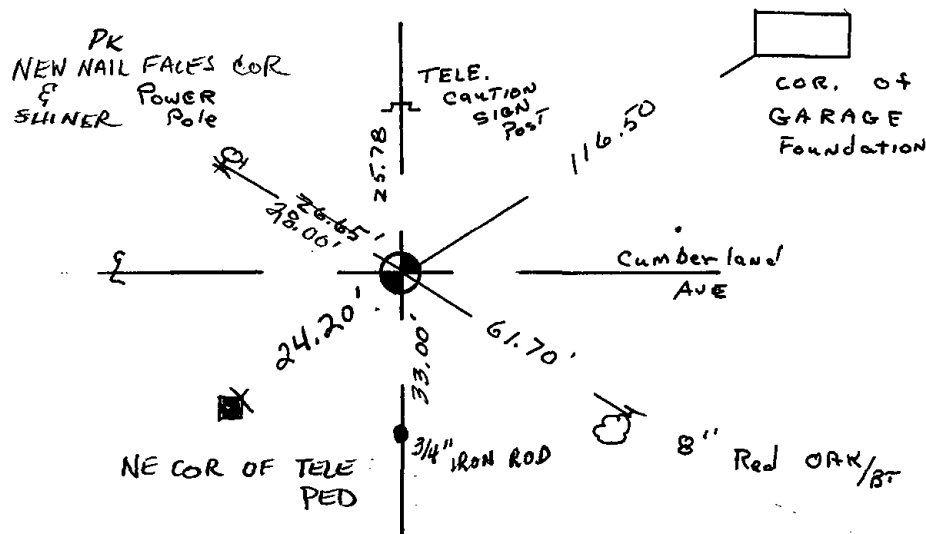 PK
NEW NAIL FACES COR
& POWER
SHINER POLE
TELE.
CAUTION
SIGN
POST
COR. of
GARAGE
Foundation
25.78
116.50
26.65'
28.00'
℄
Cumberland
AVE
24.20'
33.00'
61.70'
3/4" IRON ROD
8" Red OAK/BT
NE COR OF TELE
PED